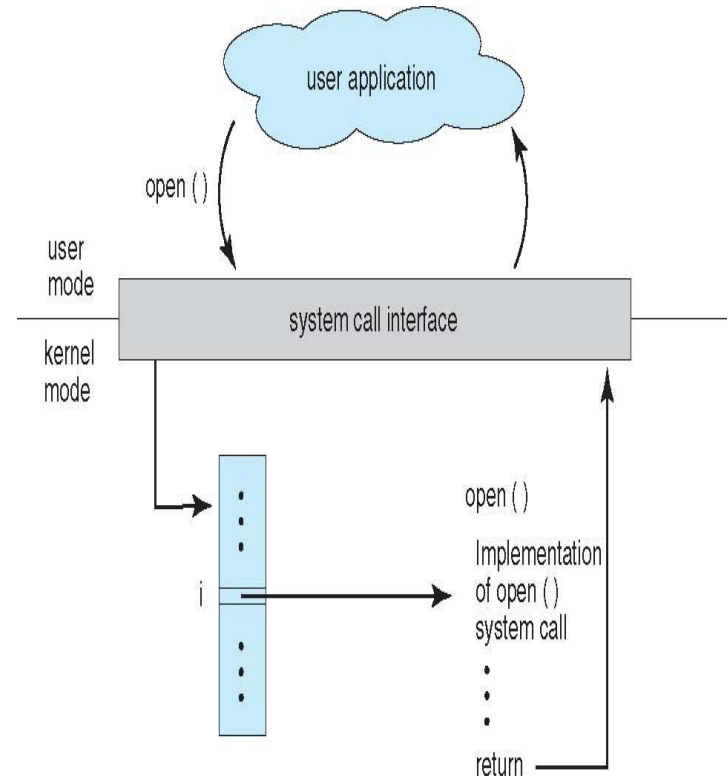 user application
open ( )
user
mode
system call interface
kernel
mode
open ( )
i
Implementation
of open ( )
system call
return